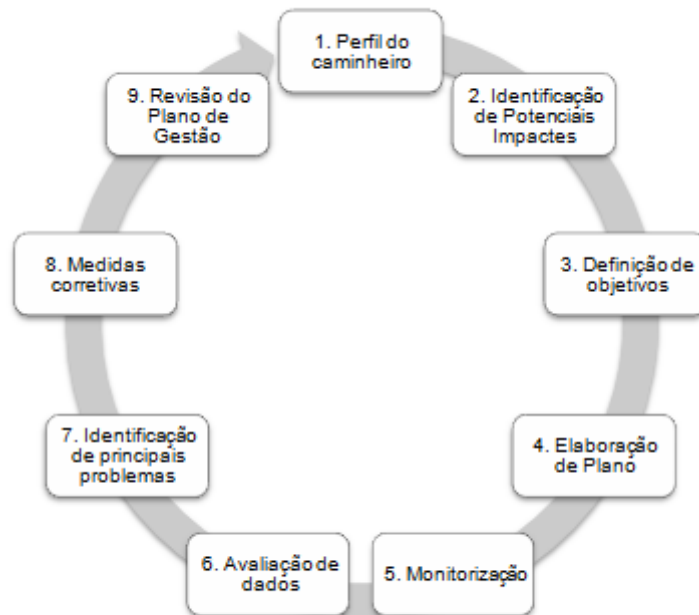 1. Perfil do
caminheiro
2. Identificação
de Potenciais
Impactes
3. Definição de
objetivos
4. Elaboração
de Plano
5. Monitorização
6. Avaliação de
dados
7. Identificação
de principais
problemas
8. Medidas
corretivas
9. Revisão do
Plano de
Gestão